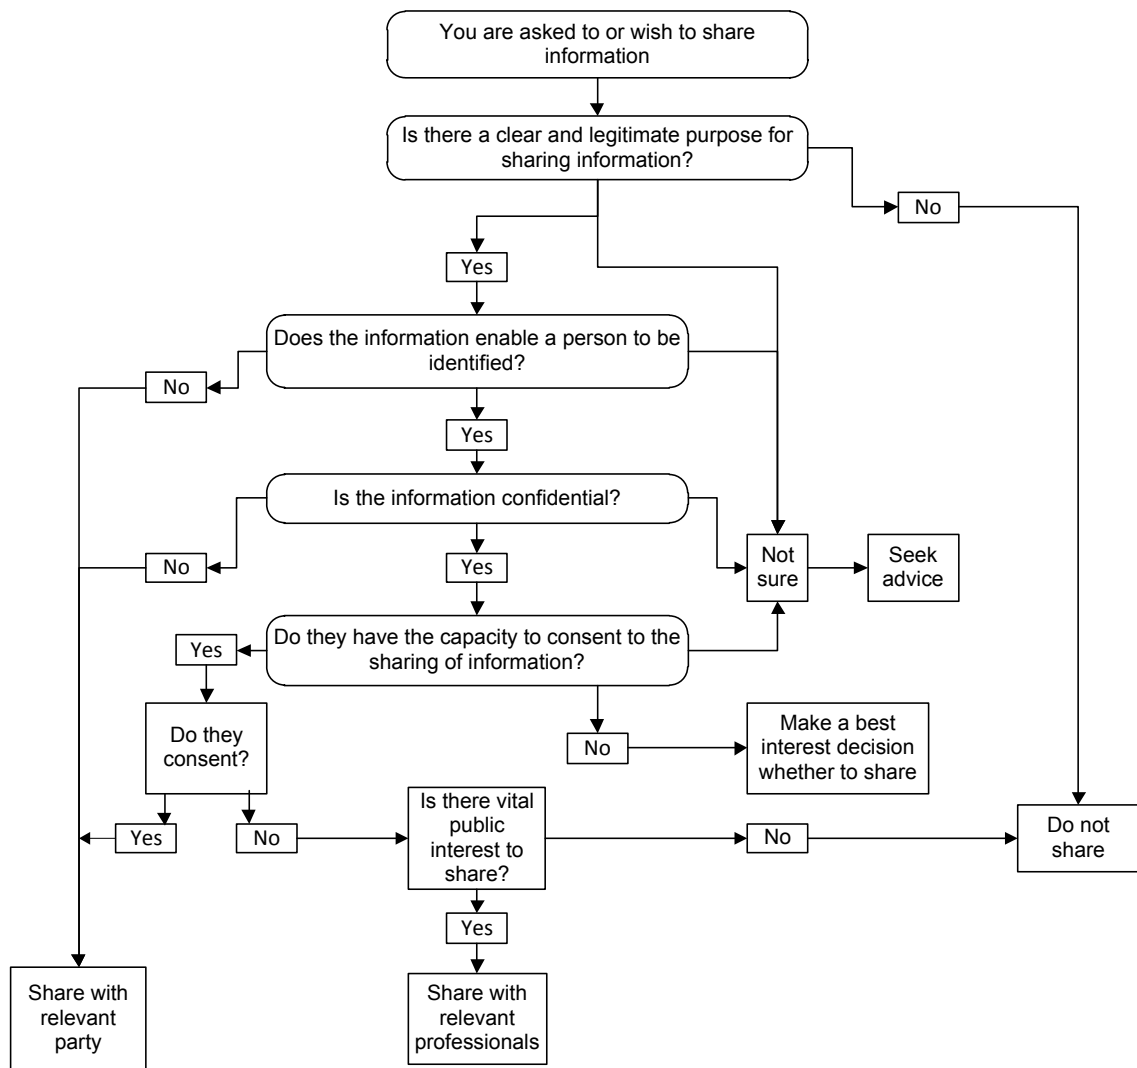 You are asked to or wish to share
information
Is there a clear and legitimate purpose for
sharing information?
No
Yes
Does the information enable a person to be
identified?
No
Yes
Is the information confidential?
No
Yes
Not
sure
Seek
advice
Do they have the capacity to consent to the
sharing of information?
Yes
Do they
consent?
No
Make a best
interest decision
whether to share
Yes
No
Is there vital
public
interest to
share?
No
Do not
share
Yes
Share with
relevant
party
Share with
relevant
professionals